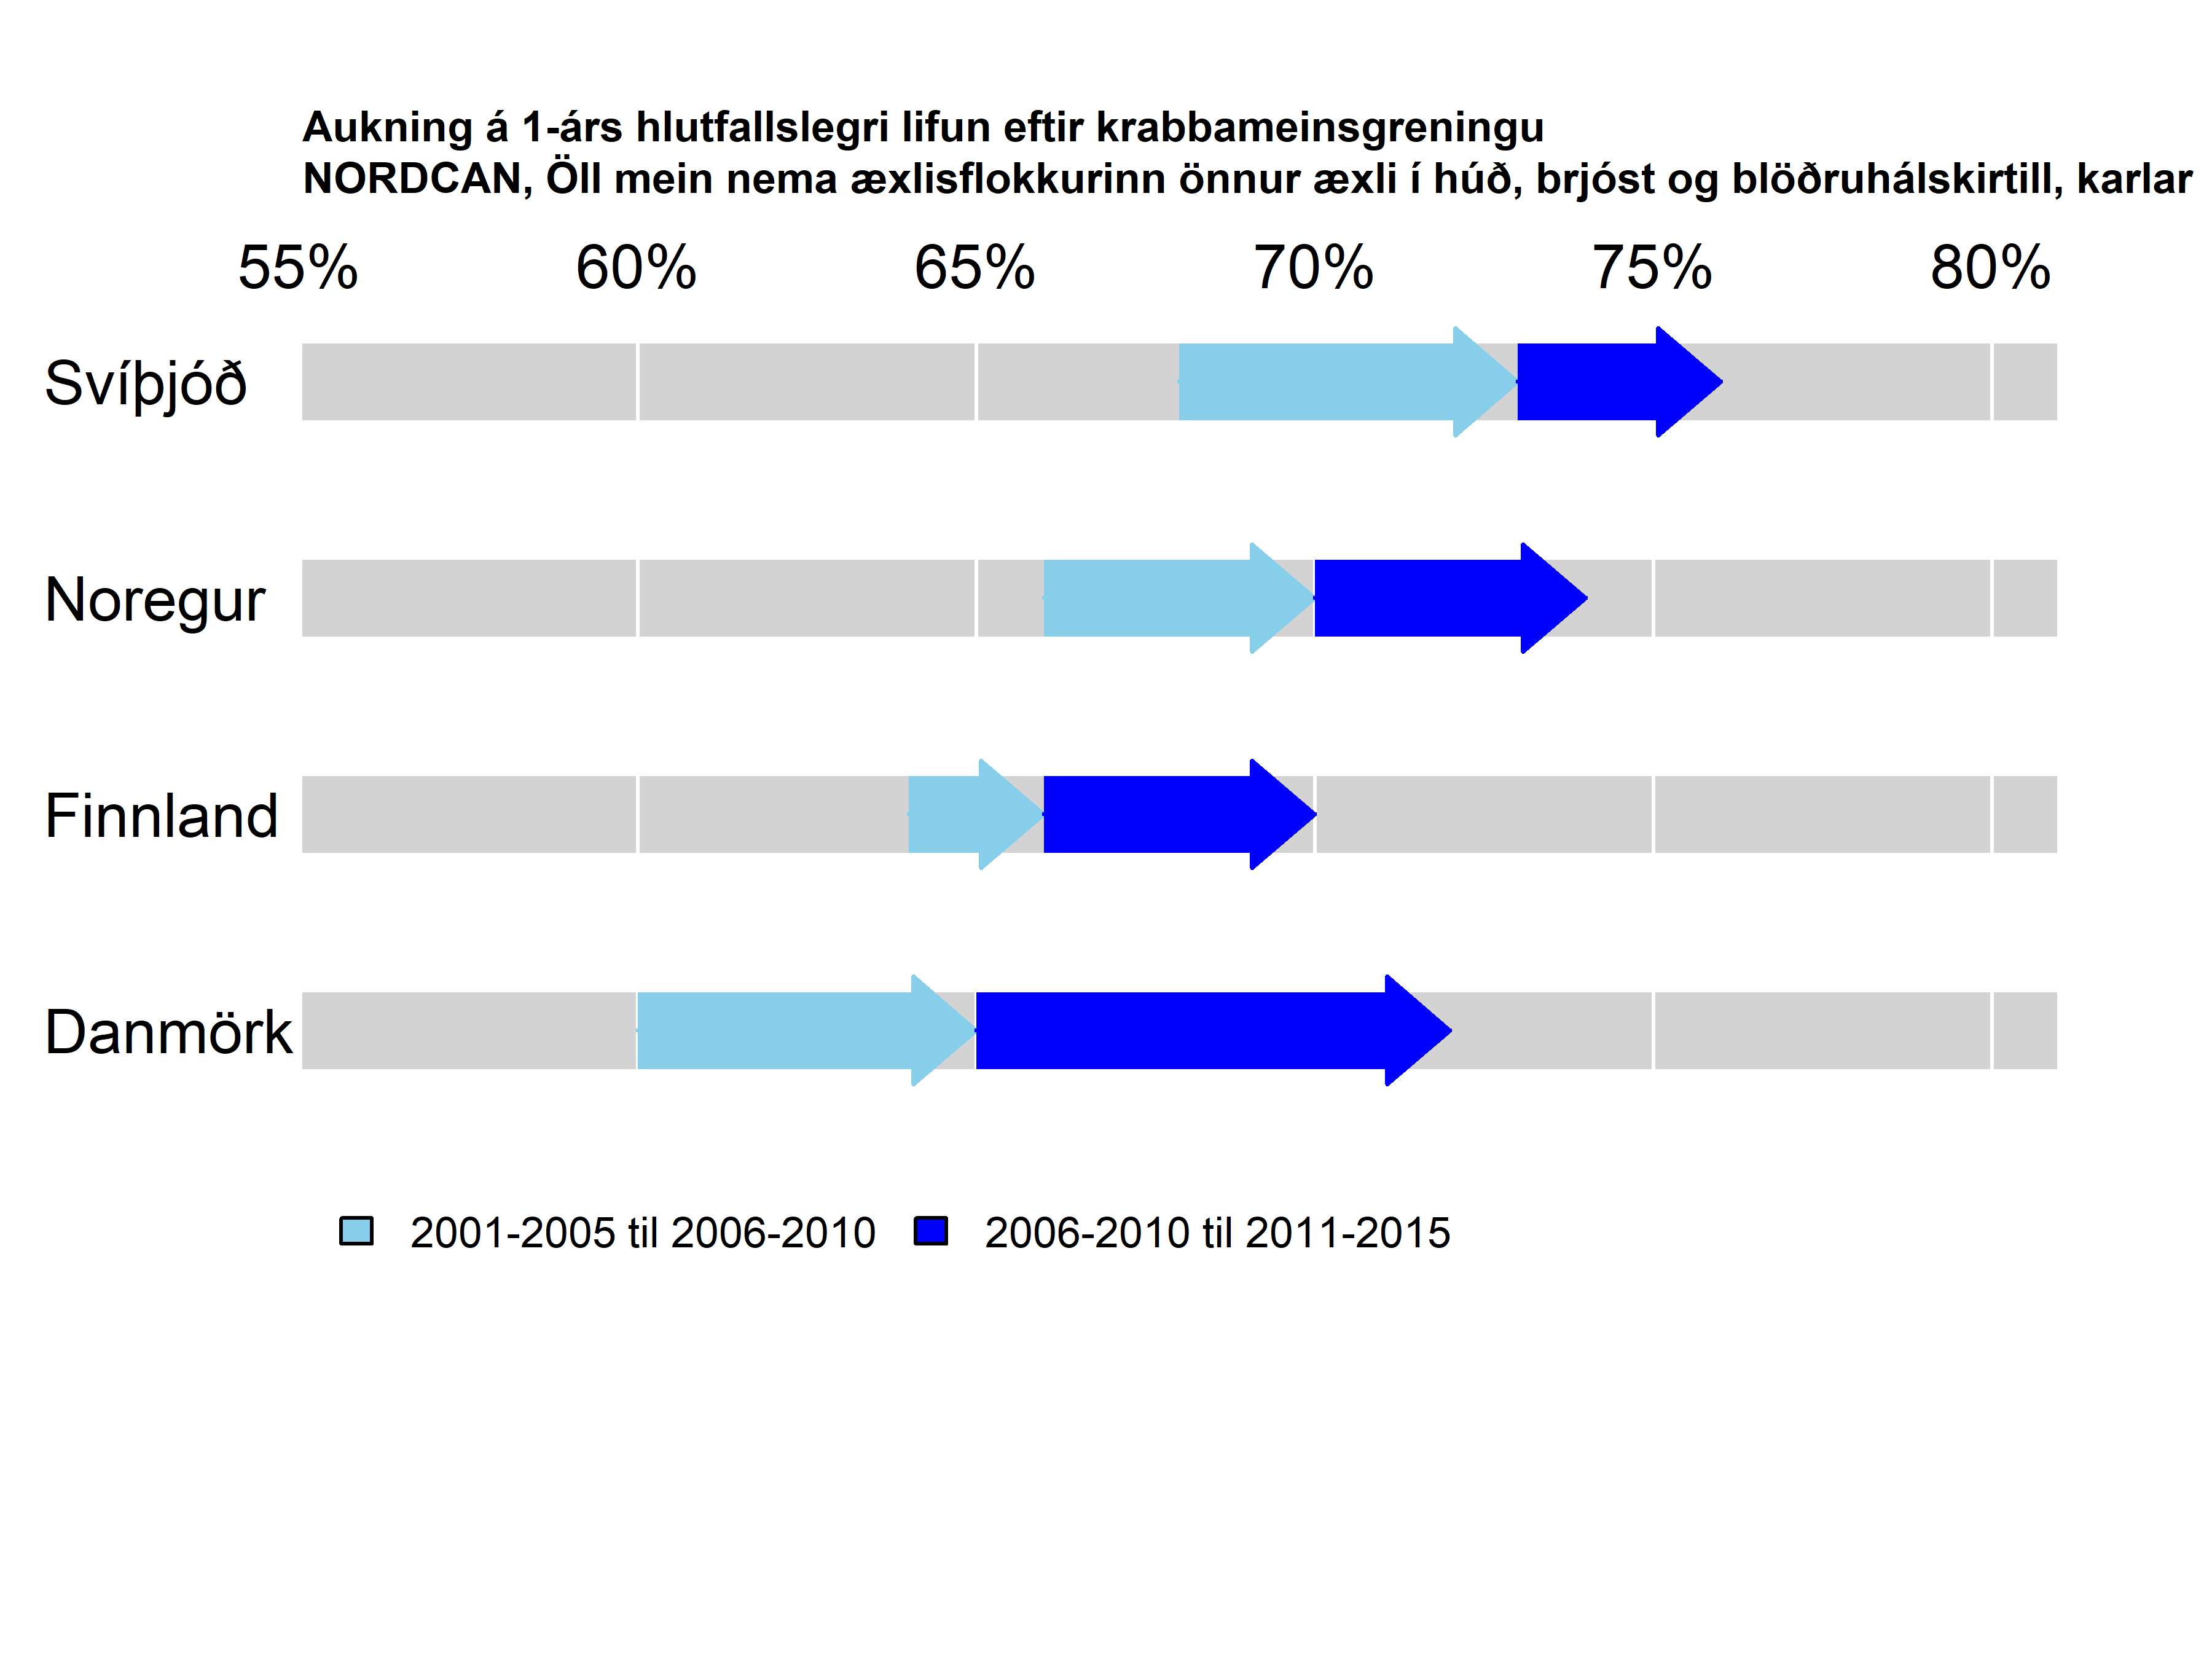 Aukning á 1-árs hlutfallslegri lifun eftir krabbameinsgreningu
NORDCAN, Öll mein nema æxlisflokkurinn önnur æxli í húð, brjóst og blöðruhálskirtill, karlar
55% 60% 65% 70% 75% 80%
Svíþjóð
Noregur
Finnland
Danmörk
2001-2005 til 2006-2010 2006-2010 til 2011-2015